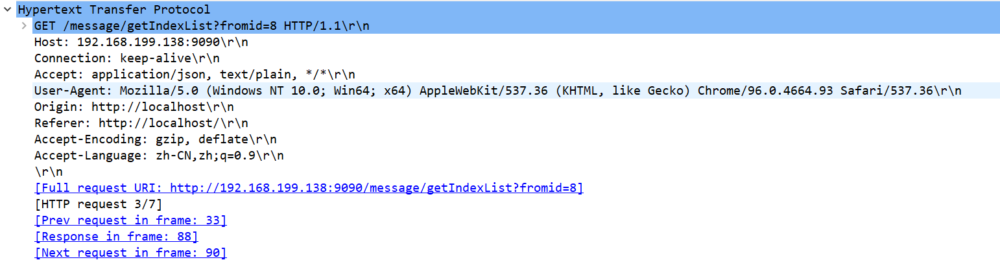 Hypertext Transfer Protocol
GET /message/getIndexList?fromid=8 HTTP/1.1\r\n
Host: 192.168.199.138:9090\r\n
Connection: keep-alive\r\n
Accept: application/json, text/plain, */*\r\n
User-Agent: Mozilla/5.0 (Windows NT 10.0; Win64; x64) AppleWebKit/537.36 (KHTML, like Gecko) Chrome/96.0.4664.93 Safari/537.36\r\n
Origin: http://localhost\r\n
Referer: http://localhost/\r\n
Accept-Encoding: gzip, deflate\r\n
Accept-Language: zh-CN,zh;q=0.9\r\n
\r\n
[Full request URI: http://192.168.199.138:9090/message/getIndexList?fromid=8]
[HTTP request 3/7]
[Prev request in frame: 33]
[Response in frame: 88]
[Next request in frame: 90]